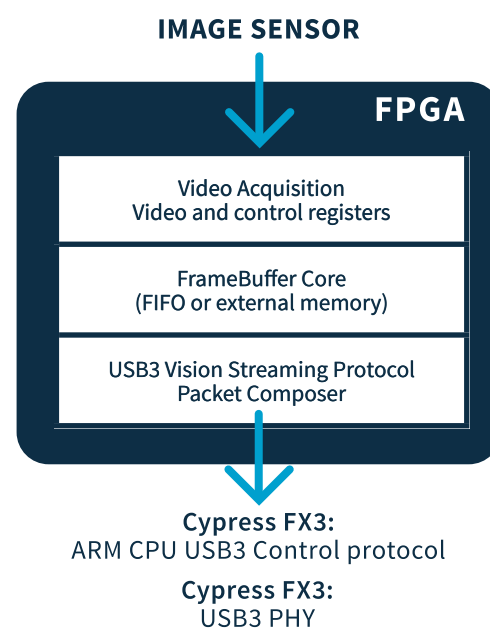 IMAGE SENSOR
FPGA
Video Acquisition
Video and control registers
FrameBuffer Core
(FIFO or external memory)
USB3 Vision Streaming Protocol
Packet Composer
Cypress FX3:
ARM CPU USB3 Control protocol
Cypress FX3:
USB3 PHY